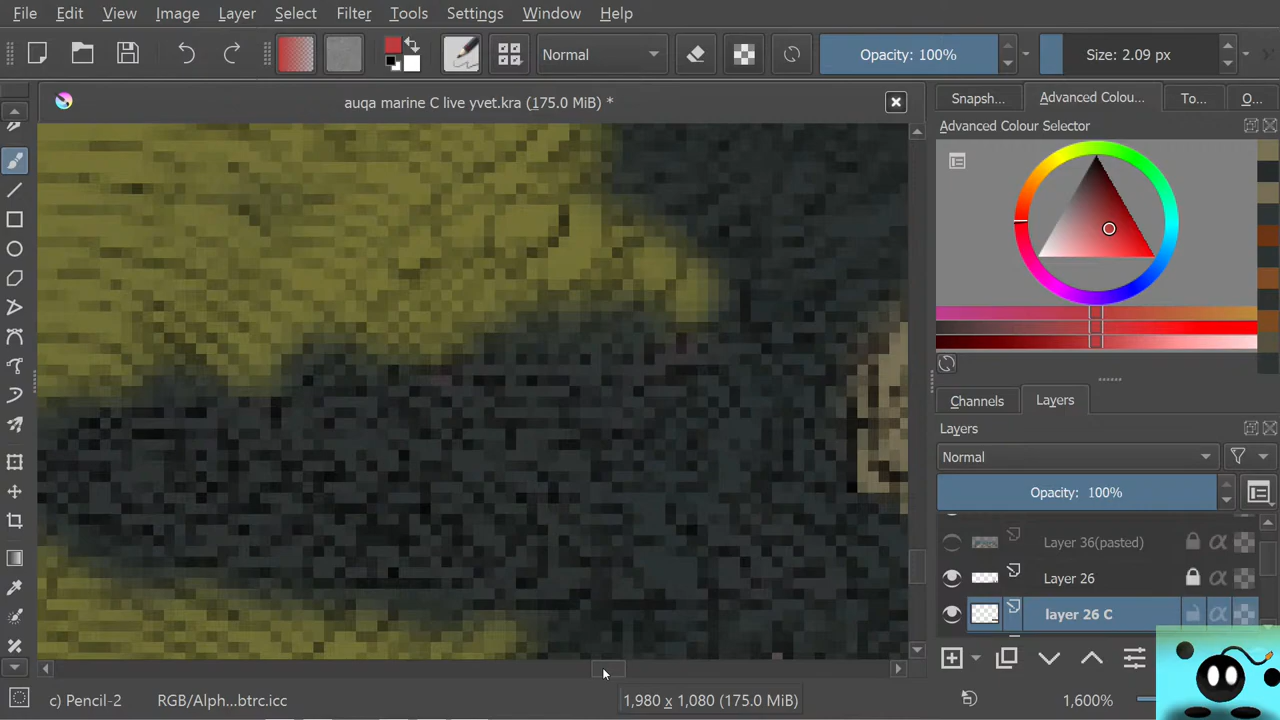 File Edit View Image Layer Select Filter Tools Settings Window Help
Normal Opacity: 100% Size: 2.09 px
auqa marine C live yvet.kra (175.0 MiB) *
Snapsh... Advanced Colou... To... O...
Advanced Colour Selector
Channels Layers
Layers
Normal
Opacity: 100%
Layer 36(pasted)
Layer 26
layer 26 C
c) Pencil-2 RGB/Alph...btrc.icc 1,980 x 1,080 (175.0 MiB) 1,600%